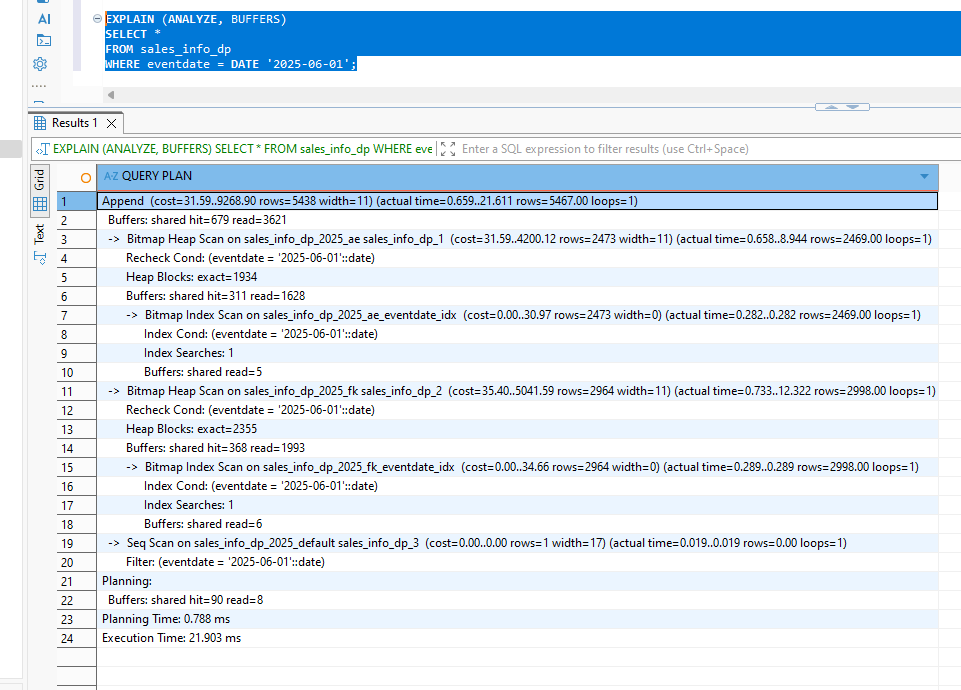 AI
EXPLAIN (ANALYZE, BUFFERS)
SELECT *
FROM sales_info_dp
WHERE eventdate = DATE '2025-06-01';
Results 1
EXPLAIN (ANALYZE, BUFFERS) SELECT * FROM sales_info_dp WHERE eve
Enter a SQL expression to filter results (use Ctrl+Space)
Grid
Text
A-Z QUERY PLAN
1 Append (cost=31.59..9268.90 rows=5438 width=11) (actual time=0.659..21.611 rows=5467.00 loops=1)
2 Buffers: shared hit=679 read=3621
3 -> Bitmap Heap Scan on sales_info_dp_2025_ae sales_info_dp_1 (cost=31.59..4200.12 rows=2473 width=11) (actual time=0.658..8.944 rows=2469.00 loops=1)
4 Recheck Cond: (eventdate = '2025-06-01'::date)
5 Heap Blocks: exact=1934
6 Buffers: shared hit=311 read=1628
7 -> Bitmap Index Scan on sales_info_dp_2025_ae_eventdate_idx (cost=0.00..30.97 rows=2473 width=0) (actual time=0.282..0.282 rows=2469.00 loops=1)
8 Index Cond: (eventdate = '2025-06-01'::date)
9 Index Searches: 1
10 Buffers: shared read=5
11 -> Bitmap Heap Scan on sales_info_dp_2025_fk sales_info_dp_2 (cost=35.40..5041.59 rows=2964 width=11) (actual time=0.733..12.322 rows=2998.00 loops=1)
12 Recheck Cond: (eventdate = '2025-06-01'::date)
13 Heap Blocks: exact=2355
14 Buffers: shared hit=368 read=1993
15 -> Bitmap Index Scan on sales_info_dp_2025_fk_eventdate_idx (cost=0.00..34.66 rows=2964 width=0) (actual time=0.289..0.289 rows=2998.00 loops=1)
16 Index Cond: (eventdate = '2025-06-01'::date)
17 Index Searches: 1
18 Buffers: shared read=6
19 -> Seq Scan on sales_info_dp_2025_default sales_info_dp_3 (cost=0.00..0.00 rows=1 width=17) (actual time=0.019..0.019 rows=0.00 loops=1)
20 Filter: (eventdate = '2025-06-01'::date)
21 Planning:
22 Buffers: shared hit=90 read=8
23 Planning Time: 0.788 ms
24 Execution Time: 21.903 ms